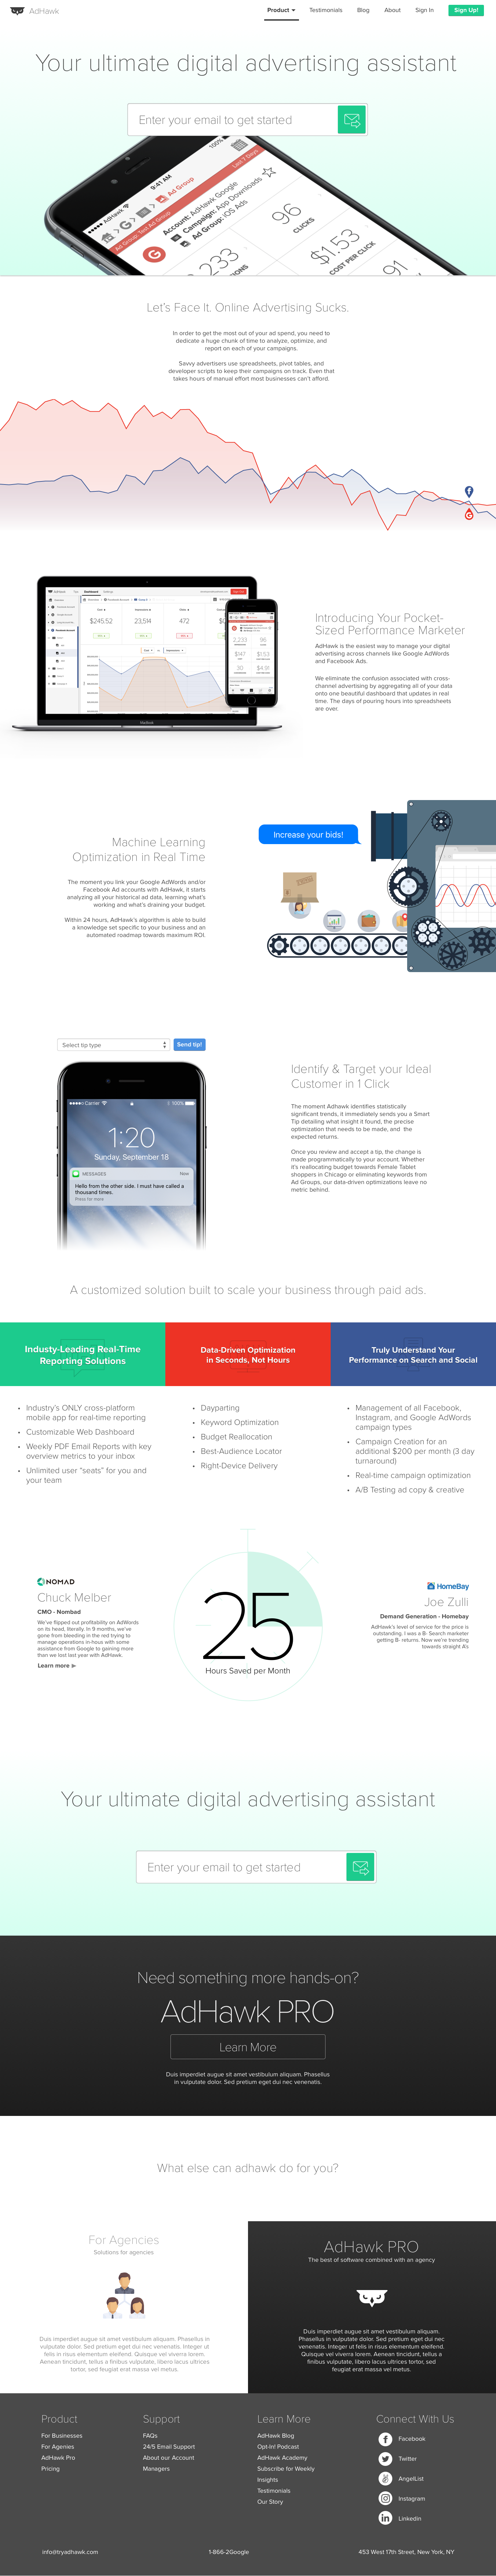 AdHawk
Product
Testimonials
Blog
About
Sign In
Sign Up!
Your ultimate digital advertising assistant
Enter your email to get started
AdHawk
9:41 AM
100%
Ad Group
Last 7 Days
Account: AdHawk Google
Campaign: App Downloads
Ad Group: iOS Ads
Ad Group: Test Ad Group
96
CLICKS
$1.53
COST PER CLICK
,233
91
Let's Face It. Online Advertising Sucks.
In order to get the most out of your ad spend, you need to
dedicate a huge chunk of time to analyze, optimize, and
report on each of your campaigns.
Savvy advertisers use spreadsheets, pivot tables, and
developer scripts to keep their campaigns on track. Even that
takes hours of manual effort most businesses can't afford.
AdHawk
Dashboard
$245.52
23,514
472
2,233
96
$147
$1.53
30
$4.91
MacBook
Introducing Your Pocket-
Sized Performance Marketer
AdHawk is the easiest way to manage your digital
advertising across channels like Google AdWords
and Facebook Ads.
We eliminate the confusion associated with cross-
channel advertising by aggregating all of your data
onto one beautiful dashboard that updates in real
time. The days of pouring hours into spreadsheets
are over.
Machine Learning
Optimization in Real Time
The moment you link your Google AdWords and/or
Facebook Ad accounts with AdHawk, it starts
analyzing all your historical ad data, learning what's
working and what's draining your budget.
Within 24 hours, AdHawk's algorithm is able to build
a knowledge set specific to your business and an
automated roadmap towards maximum ROI.
Increase your bids!
Select tip type
Send tip!
Carrier
100%
1:20
Sunday, September 18
MESSAGES
Now
Hello from the other side. I must have called a
thousand times.
Press for more
Identify & Target your Ideal
Customer in 1 Click
The moment Adhawk identifies statistically
significant trends, it immediately sends you a Smart
Tip detailing what insight it found, the precise
optimization that needs to be made, and the
expected returns.
Once you review and accept a tip, the change is
made programmatically to your account. Whether
it's reallocating budget towards Female Tablet
shoppers in Chicago or eliminating keywords from
Ad Groups, our data-driven optimizations leave no
metric behind.
A customized solution built to scale your business through paid ads.
Industy-Leading Real-Time
Reporting Solutions
Data-Driven Optimization
in Seconds, Not Hours
Truly Understand Your
Performance on Search and Social
• Industry's ONLY cross-platform
mobile app for real-time reporting
• Customizable Web Dashboard
• Weekly PDF Email Reports with key
overview metrics to your inbox
• Unlimited user "seats" for you and
your team
• Dayparting
• Keyword Optimization
• Budget Reallocation
• Best-Audience Locator
• Right-Device Delivery
• Management of all Facebook,
Instagram, and Google AdWords
campaign types
• Campaign Creation for an
additional $200 per month (3 day
turnaround)
• Real-time campaign optimization
• A/B Testing ad copy & creative
NOMAD
Chuck Melber
CMO - Nombad
We've flipped out profitability on AdWords
on its head, literally. In 9 months, we've
gone from bleeding in the red trying to
manage operations in-hous with some
assistance from Google to gaining more
than we last last year with AdHawk.
Learn more
25
Hours Saved per Month
HomeBay
Joe Zulli
Demand Generation - Homebay
AdHawk's level of service for the price is
outstanding. I was a B- Search marketer
getting B- returns. Now we're trending
towards straight A's
Your ultimate digital advertising assistant
Enter your email to get started
Need something more hands-on?
AdHawk PRO
Learn More
Duis imperdiet augue sit amet vestibulum aliquam. Phasellus
in vulputate dolor. Sed pretium eget dui nec venenatis.
What else can adhawk do for you?
For Agencies
Solutions for agencies
Duis imperdiet augue sit amet vestibulum aliquam. Phasellus in
vulputate dolor. Sed pretium eget dui nec venenatis. Integer ut
felis in risus elementum eleifend. Quisque vel viverra lorem.
Aenean tincidunt, tellus a finibus vulputate, libero lacus ultrices
tortor, sed feugiat erat massa vel metus.
AdHawk PRO
The best of software combined with an agency
Duis imperdiet augue sit amet vestibulum aliquam.
Phasellus in vulputate dolor. Sed pretium eget dui nec
venenatis. Integer ut felis in risus elementum eleifend.
Quisque vel viverra lorem. Aenean tincidunt, tellus a
finibus vulputate, libero lacus ultrices tortor, sed
feugiat erat massa vel metus.
Product
For Businesses
For Agenies
AdHawk Pro
Pricing
Support
FAQs
24/5 Email Support
About our Account
Managers
Learn More
AdHawk Blog
Opt-In! Podcast
AdHawk Academy
Subscribe for Weekly
Insights
Testimonials
Our Story
Connect With Us
Facebook
Twitter
AngelList
Instagram
Linkedin
info@tryadhawk.com
1-866-2Google
453 West 17th Street, New York, NY